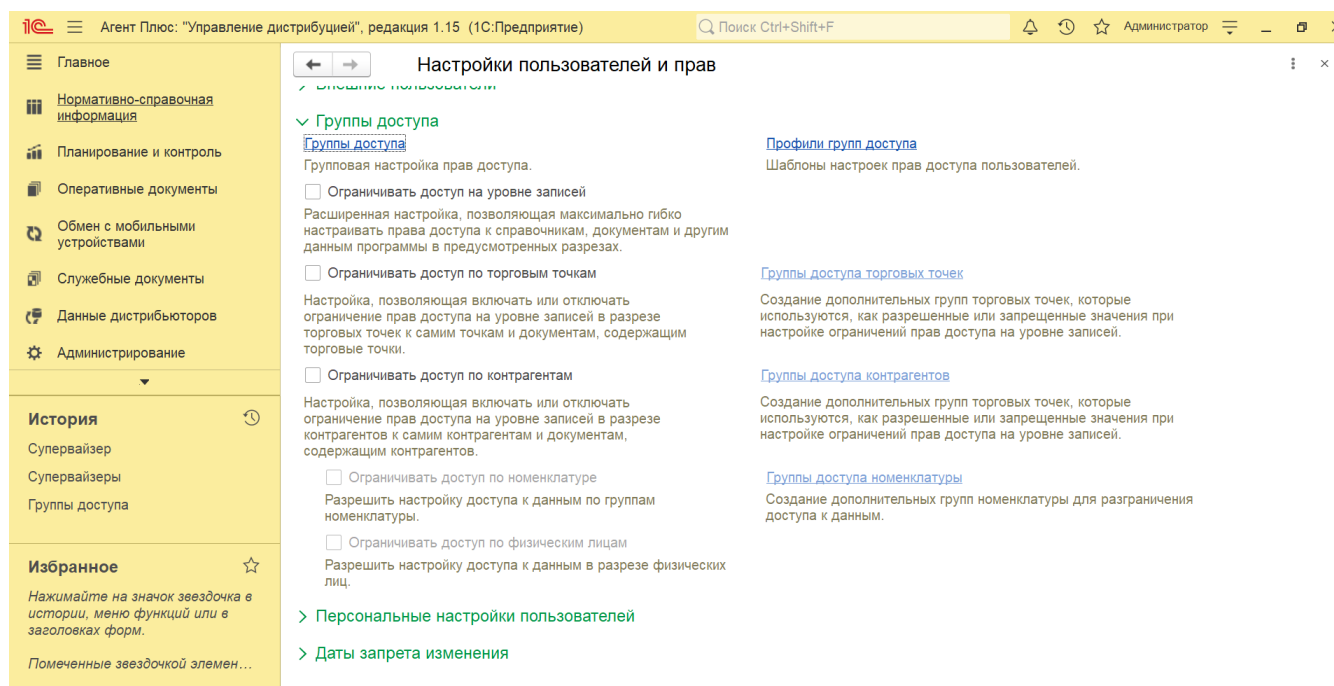 Агент Плюс: "Управление дистрибуцией", редакция 1.15 (1С:Предприятие)
Поиск Ctrl+Shift+F
Администратор
Главное
Нормативно-справочная
информация
Планирование и контроль
Оперативные документы
Обмен с мобильными
устройствами
Служебные документы
Данные дистрибьюторов
Администрирование
История
Супервайзер
Супервайзеры
Группы доступа
Избранное
Нажимайте на значок звездочка в
истории, меню функций или в
заголовках форм.
Помеченные звездочкой элемен...
Настройки пользователей и прав
Внешние пользователи
Группы доступа
Группы доступа
Групповая настройка прав доступа.
Профили групп доступа
Шаблоны настроек прав доступа пользователей.
Ограничивать доступ на уровне записей
Расширенная настройка, позволяющая максимально гибко
настраивать права доступа к справочникам, документам и другим
данным программы в предусмотренных разрезах.
Ограничивать доступ по торговым точкам
Настройка, позволяющая включать или отключать
ограничение прав доступа на уровне записей в разрезе
торговых точек к самим точкам и документам, содержащим
торговые точки.
Группы доступа торговых точек
Создание дополнительных групп торговых точек, которые
используются, как разрешенные или запрещенные значения при
настройке ограничений прав доступа на уровне записей.
Ограничивать доступ по контрагентам
Настройка, позволяющая включать или отключать
ограничение прав доступа на уровне записей в разрезе
контрагентов к самим контрагентам и документам,
содержащим контрагентов.
Группы доступа контрагентов
Создание дополнительных групп торговых точек, которые
используются, как разрешенные или запрещенные значения при
настройке ограничений прав доступа на уровне записей.
Ограничивать доступ по номенклатуре
Разрешить настройку доступа к данным по группам
номенклатуры.
Группы доступа номенклатуры
Создание дополнительных групп номенклатуры для разграничения
доступа к данным.
Ограничивать доступ по физическим лицам
Разрешить настройку доступа к данным в разрезе физических
лиц.
Персональные настройки пользователей
Даты запрета изменения